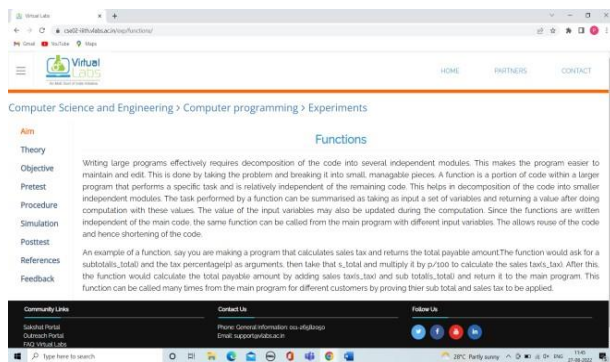 Virtual Labs
cse02-iiith.vlabs.ac.in/exp/functions/
Gmail YouTube Maps
Virtual
Labs
HOME PARTNERS CONTACT
Computer Science and Engineering > Computer programming > Experiments
Aim
Theory
Objective
Pretest
Procedure
Simulation
Posttest
References
Feedback
Functions
Writing large programs effectively requires decomposition of the code into several independent modules. This makes the program easier to
maintain and edit. This is done by taking the problem and breaking it into small, managable pieces. A function is a portion of code within a larger
program that performs a specific task and is relatively independent of the remaining code. This helps in decomposition of the code into smaller
independent modules. The task performed by a function can be summarised as taking as input a set of variables and returning a value after doing
computation with these values. The value of the input variables may also be updated during the computation. Since the functions are written
independent of the main code, the same function can be called from the main program with different input variables. The allows reuse of the code
and hence shortening of the code.
An example of a function, say you are making a program that calculates sales tax and returns the total payable amount.The function would ask for a
subtotal(s_total) and the tax percentage(p) as arguments, then take that s_total and multiply it by p/100 to calculate the sales tax(s_tax). After this,
the function would calculate the total payable amount by adding sales tax(s_tax) and sub total(s_total) and return it to the main program. This
function can be called many times from the main program for different customers by proving thier sub total and sales tax to be applied.
Community Links
Sakshat Portal
Outreach Portal
FAQ: Virtual Labs
Contact Us
Phone: General Information: 011-26582050
Email: support@vlabs.ac.in
Follow Us
Type here to search
28°C Partly sunny
ENG
11:45
27-08-2022